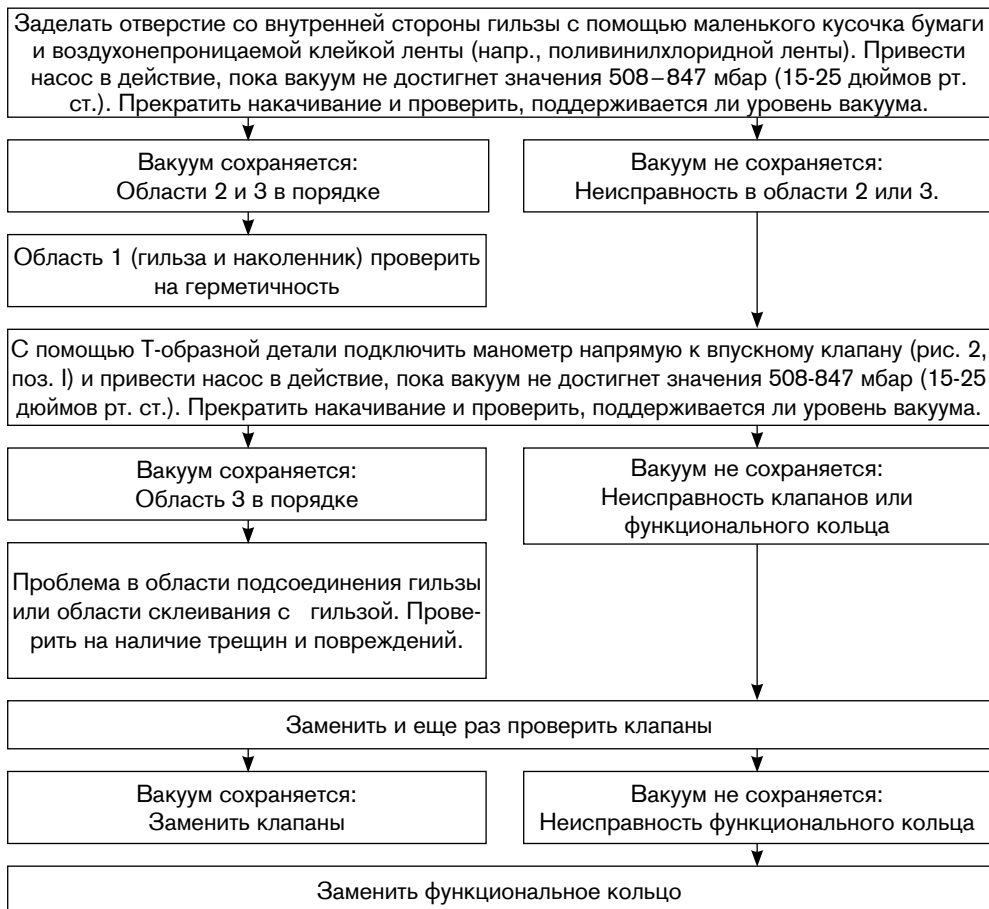 Заделать отверстие со внутренней стороны гильзы с помощью маленького кусочка бумаги
и воздухонепроницаемой клейкой ленты (напр., поливинилхлоридной ленты). Привести
насос в действие, пока вакуум не достигнет значения 508–847 мбар (15-25 дюймов рт.
ст.). Прекратить накачивание и проверить, поддерживается ли уровень вакуума.
Вакуум сохраняется:
Области 2 и 3 в порядке
Вакуум не сохраняется:
Неисправность в области 2 или 3.
Область 1 (гильза и наколенник) проверить
на герметичность
С помощью Т-образной детали подключить манометр напрямую к впускному клапану (рис. 2,
поз. I) и привести насос в действие, пока вакуум не достигнет значения 508-847 мбар (15-25
дюймов рт. ст.). Прекратить накачивание и проверить, поддерживается ли уровень вакуума.
Вакуум сохраняется:
Область 3 в порядке
Вакуум не сохраняется:
Неисправность клапанов или
функционального кольца
Проблема в области подсоединения гильзы
или области склеивания с гильзой. Прове-
рить на наличие трещин и повреждений.
Заменить и еще раз проверить клапаны
Вакуум сохраняется:
Заменить клапаны
Вакуум не сохраняется:
Неисправность функционального кольца
Заменить функциональное кольцо